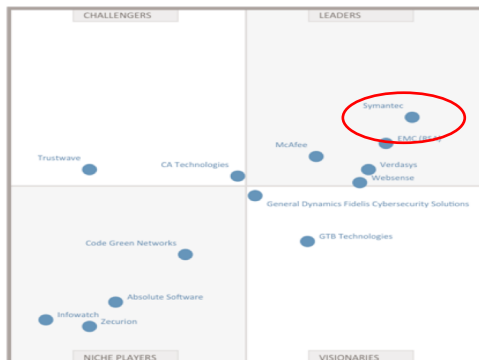 CHALLENGERS
LEADERS
Symantec
EMC (RSA)
McAfee
Trustwave
CA Technologies
Verdasys
Websense
General Dynamics Fidelis Cybersecurity Solutions
GTB Technologies
Code Green Networks
Absolute Software
Infowatch
Zecurion
NICHE PLAYERS
VISIONARIES